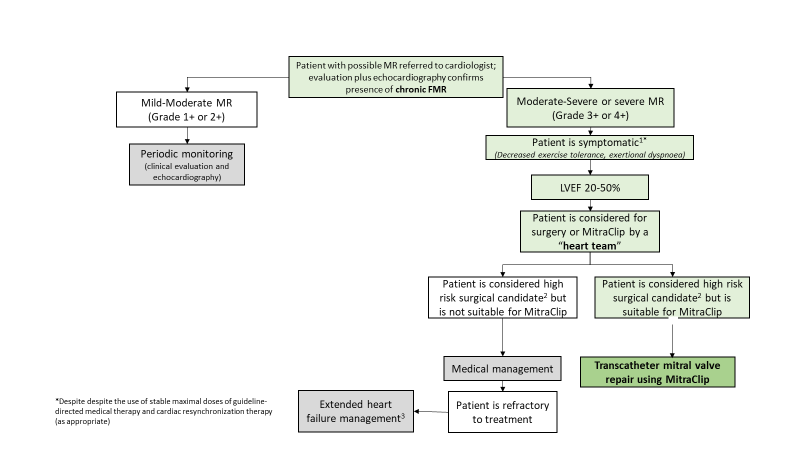 Patient with possible MR referred to cardiologist;
evaluation plus echocardiography confirms
presence of chronic FMR
Mild-Moderate MR
(Grade 1+ or 2+)
Moderate-Severe or severe MR
(Grade 3+ or 4+)
Periodic monitoring
(clinical evaluation and
echocardiography)
Patient is symptomatic¹*
(Decreased exercise tolerance, exertional dyspnoea)
LVEF 20-50%
Patient is considered for
surgery or MitraClip by a
“heart team”
Patient is considered high
risk surgical candidate² but
is not suitable for MitraClip
Patient is considered high risk
surgical candidate² but is
suitable for MitraClip
Medical management
Transcatheter mitral valve
repair using MitraClip
Patient is refractory
to treatment
Extended heart
failure management³
*Despite despite the use of stable maximal doses of guideline-
directed medical therapy and cardiac resynchronization therapy
(as appropriate)